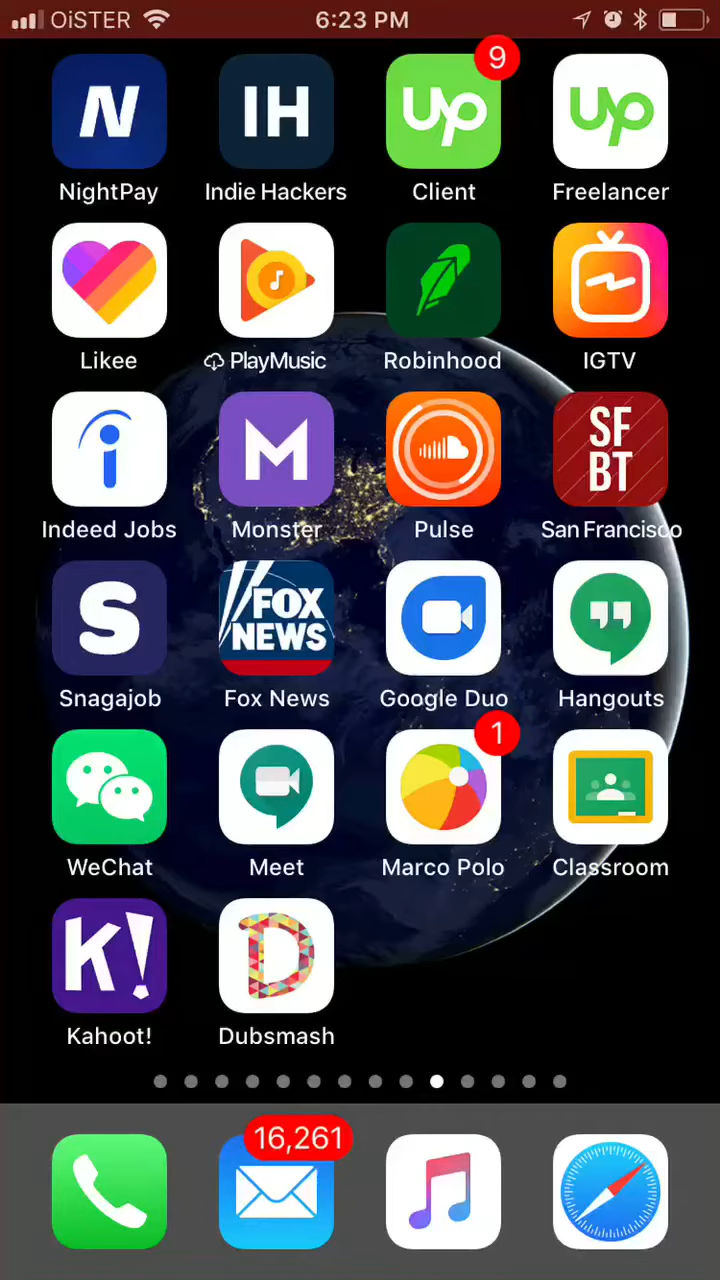 OiSTER 6:23 PM
9
N IH Up Up
NightPay Indie Hackers Client Freelancer
Likee PlayMusic Robinhood IGTV
i M SF BT
Indeed Jobs Monster Pulse San Francisco
S FOX NEWS
Snagajob Fox News Google Duo Hangouts
1
WeChat Meet Marco Polo Classroom
K! D
Kahoot! Dubsmash
16,261